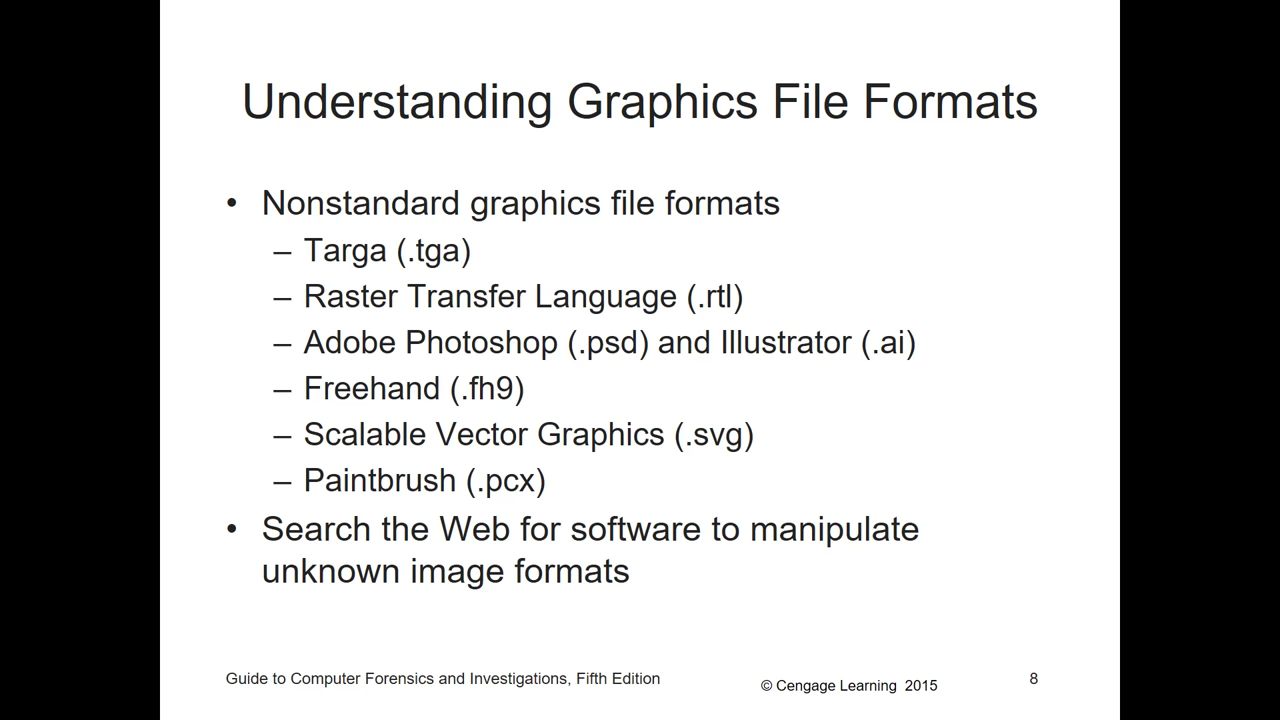 Understanding Graphics File Formats
• Nonstandard graphics file formats
– Targa (.tga)
– Raster Transfer Language (.rtl)
– Adobe Photoshop (.psd) and Illustrator (.ai)
– Freehand (.fh9)
– Scalable Vector Graphics (.svg)
– Paintbrush (.pcx)
• Search the Web for software to manipulate
unknown image formats
Guide to Computer Forensics and Investigations, Fifth Edition
© Cengage Learning 2015
8